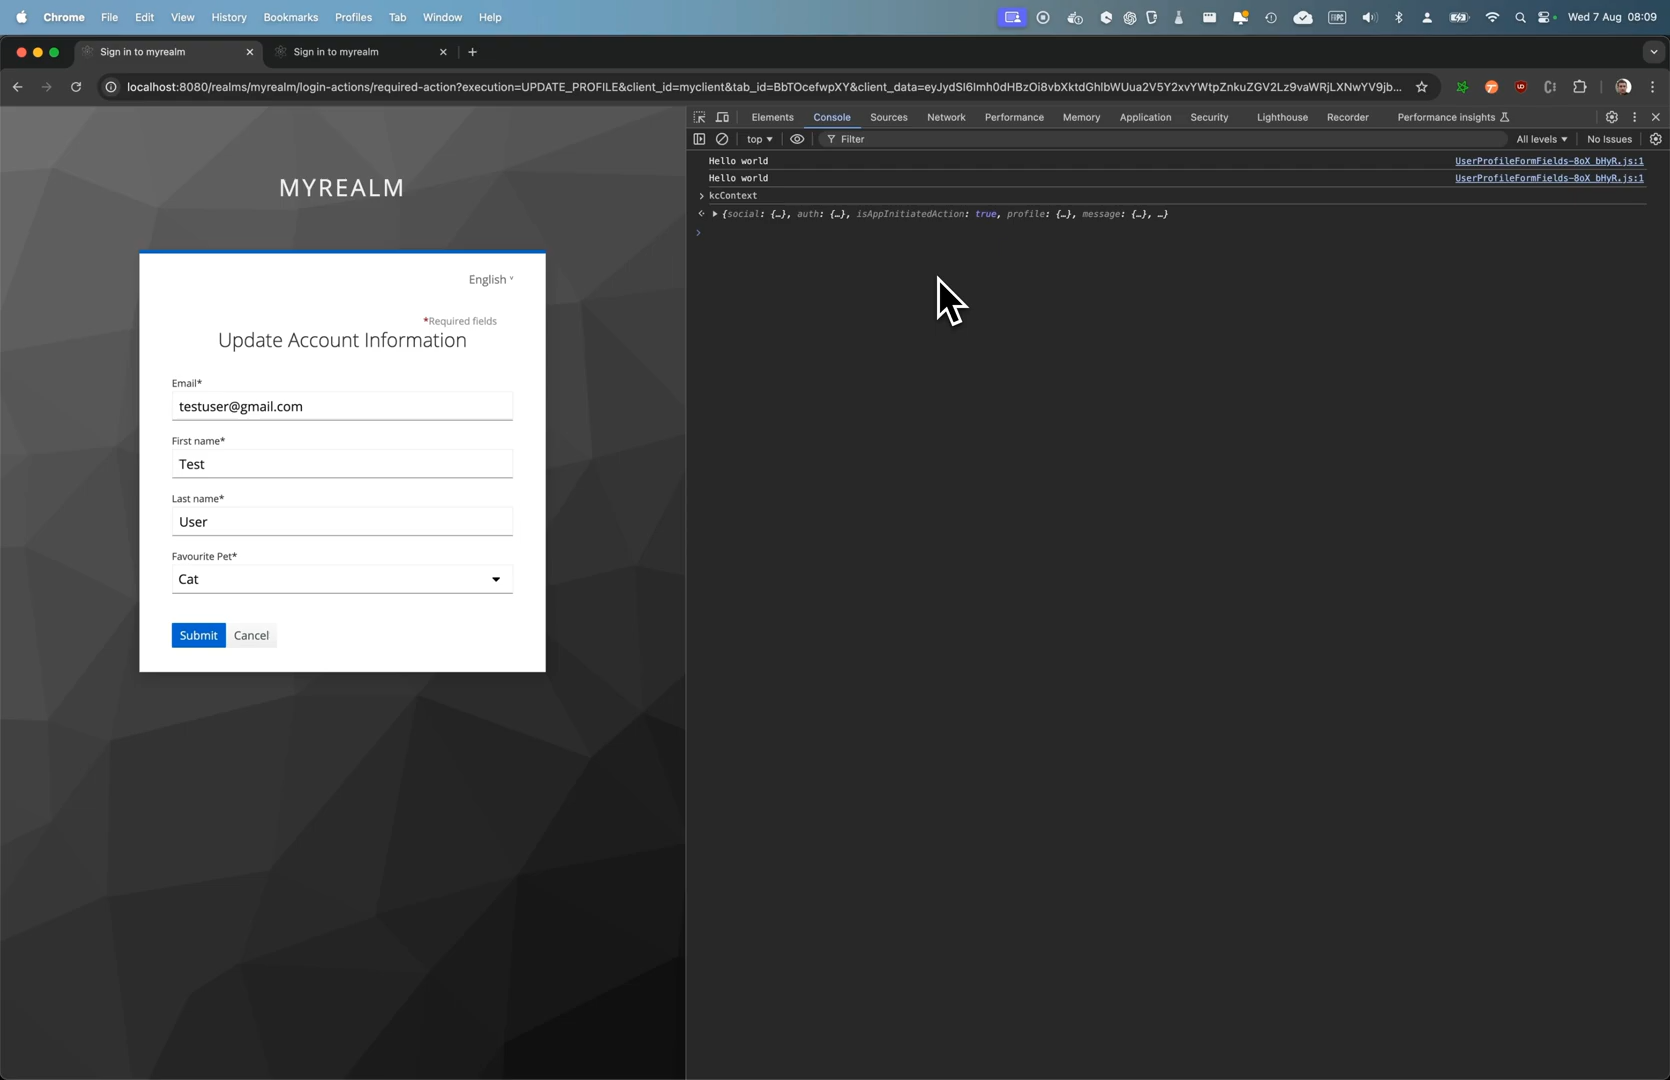 Chrome File Edit View History Bookmarks Profiles Tab Window Help Wed 7 Aug 08:09
Sign in to myrealm Sign in to myrealm
localhost:8080/realms/myrealm/login-actions/required-action?execution=UPDATE_PROFILE&client_id=myclient&tab_id=BbTOcefwpXY&client_data=eyJydSI6Imh0dHBzOi8vbXktdGhlbWUua2V5Y2xvYWtpZnkuZGV2Lz9vaWRjLXNwYV9jb...
Elements Console Sources Network Performance Memory Application Security Lighthouse Recorder Performance insights
top Filter All levels No Issues
Hello world UserProfileFormFields-8oX_bHyR.js:1
Hello world UserProfileFormFields-8oX_bHyR.js:1
kcContext
{social: {…}, auth: {…}, isAppInitiatedAction: true, profile: {…}, message: {…}, …}
MYREALM
English
*Required fields
Update Account Information
Email*
testuser@gmail.com
First name*
Test
Last name*
User
Favourite Pet*
Cat
Submit Cancel